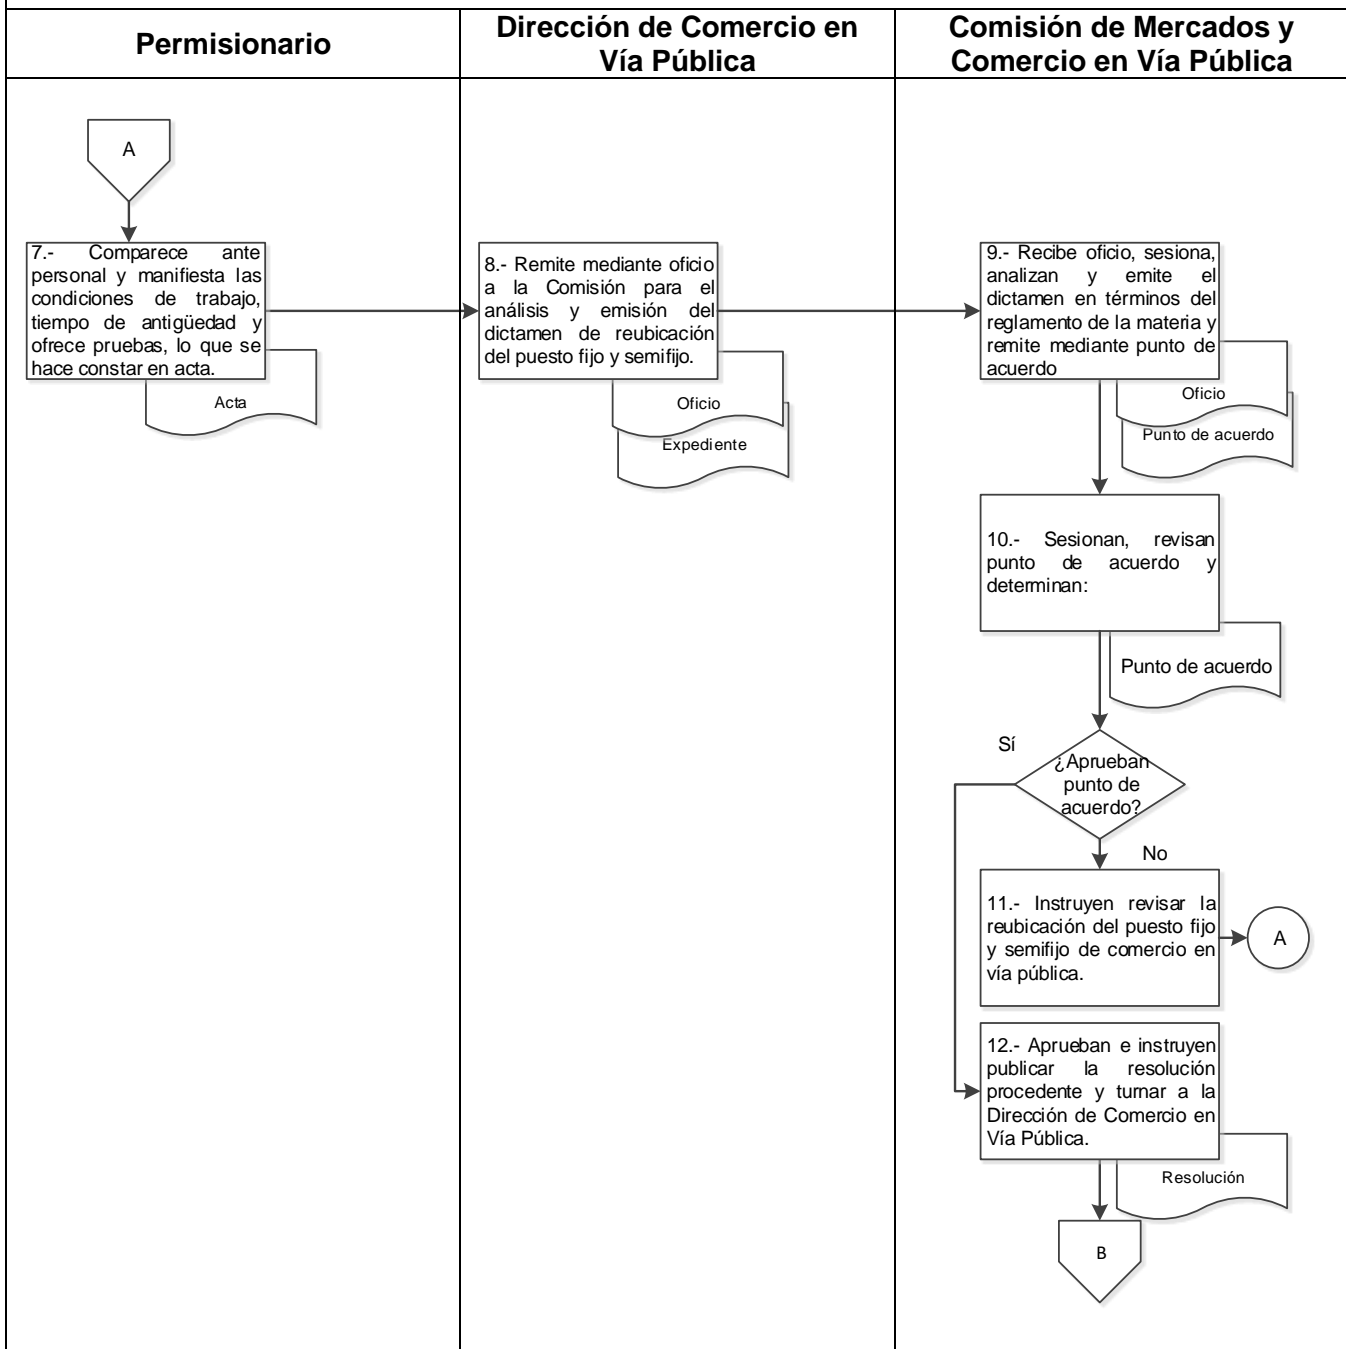 Permisionario
Dirección de Comercio en
Vía Pública
Comisión de Mercados y
Comercio en Vía Pública
A
7.- Comparece ante
personal y manifiesta las
condiciones de trabajo,
tiempo de antigüedad y
ofrece pruebas, lo que se
hace constar en acta.
Acta
8.- Remite mediante oficio
a la Comisión para el
análisis y emisión del
dictamen de reubicación
del puesto fijo y semifijo.
Oficio
Expediente
9.- Recibe oficio, sesiona,
analizan y emite el
dictamen en términos del
reglamento de la materia y
remite mediante punto de
acuerdo
Oficio
Punto de acuerdo
10.- Sesionan, revisan
punto de acuerdo y
determinan:
Punto de acuerdo
Sí
¿Aprueban
punto de
acuerdo?
No
11.- Instruyen revisar la
reubicación del puesto fijo
y semifijo de comercio en
vía pública.
A
12.- Aprueban e instruyen
publicar la resolución
procedente y turnar a la
Dirección de Comercio en
Vía Pública.
Resolución
B